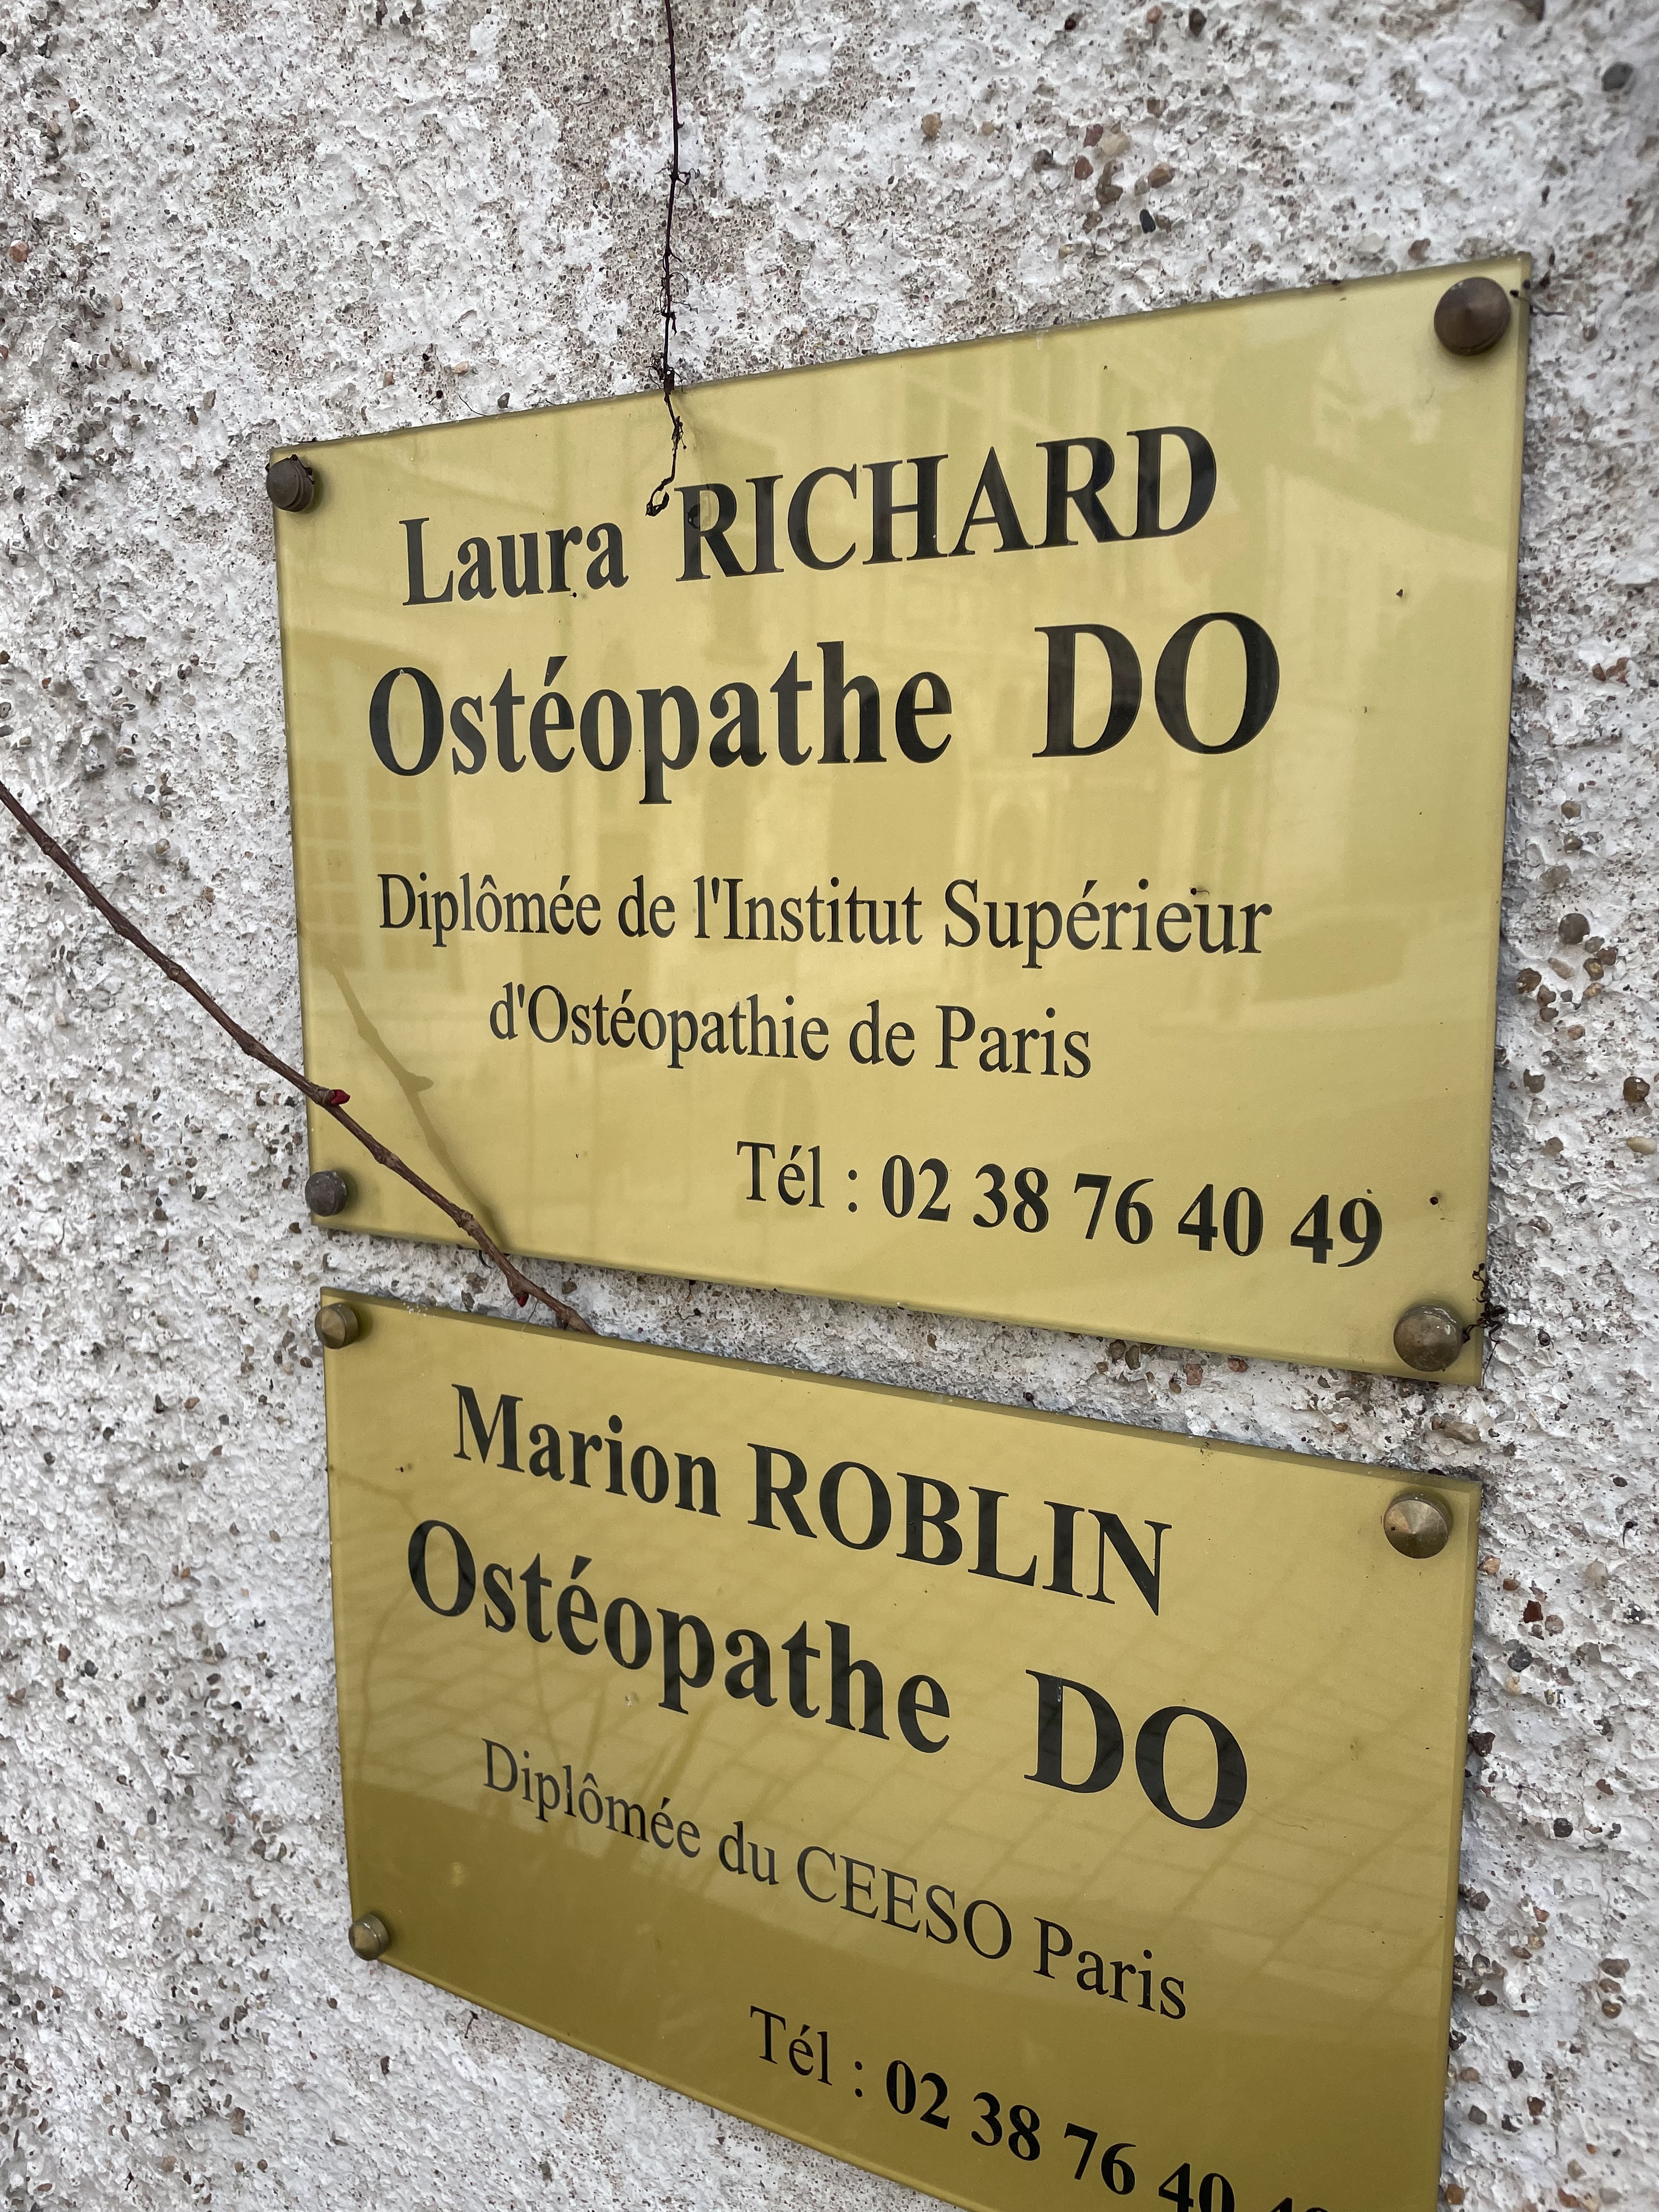 Laura RICHARD
Ostéopathe DO
Diplômée de l'Institut Supérieur
d'Ostéopathie de Paris
Tél : 02 38 76 40 49
Marion ROBLIN
Ostéopathe DO
Diplômée du CEESO Paris
Tél : 02 38 76 40